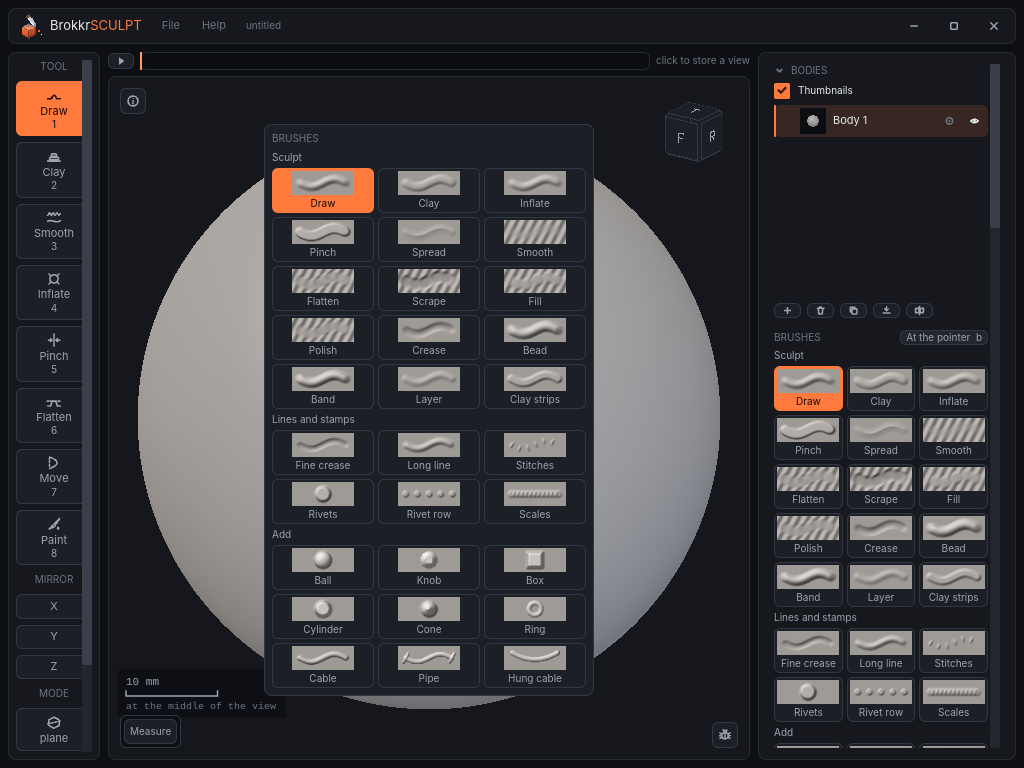 BrokkrSCULPT File Help untitled
TOOL
Draw
1
Clay
2
Smooth
3
Inflate
4
Pinch
5
Flatten
6
Move
7
Paint
8
MIRROR
X
Y
Z
MODE
plane
click to store a view
F R
BRUSHES
Sculpt
Draw Clay Inflate
Pinch Spread Smooth
Flatten Scrape Fill
Polish Crease Bead
Band Layer Clay strips
Lines and stamps
Fine crease Long line Stitches
Rivets Rivet row Scales
Add
Ball Knob Box
Cylinder Cone Ring
Cable Pipe Hung cable
10 mm
at the middle of the view
Measure
BODIES
Thumbnails
Body 1
BRUSHES At the pointer b
Sculpt
Draw Clay Inflate
Pinch Spread Smooth
Flatten Scrape Fill
Polish Crease Bead
Band Layer Clay strips
Lines and stamps
Fine crease Long line Stitches
Rivets Rivet row Scales
Add